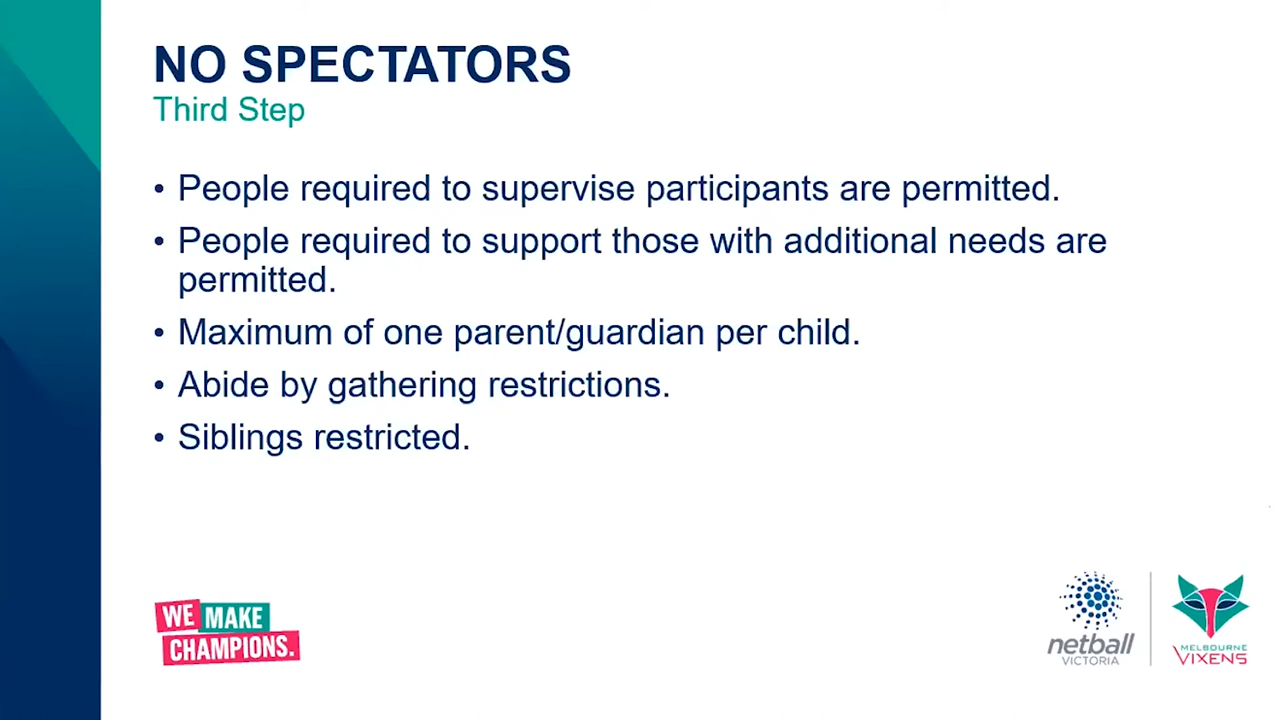 NO SPECTATORS
Third Step
• People required to supervise participants are permitted.
• People required to support those with additional needs are
permitted.
• Maximum of one parent/guardian per child.
• Abide by gathering restrictions.
• Siblings restricted.
WE MAKE
CHAMPIONS.
netball
VICTORIA
MELBOURNE
VIXENS